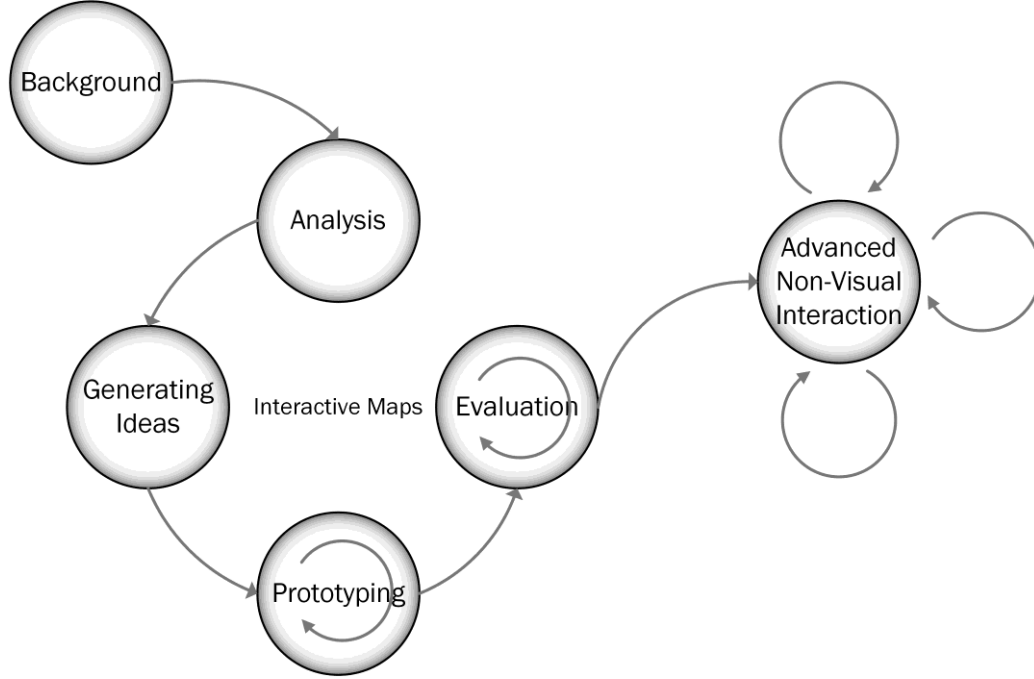 Background
Analysis
Advanced
Non-Visual
Interaction
Generating
Ideas
Interactive Maps
Evaluation
Prototyping